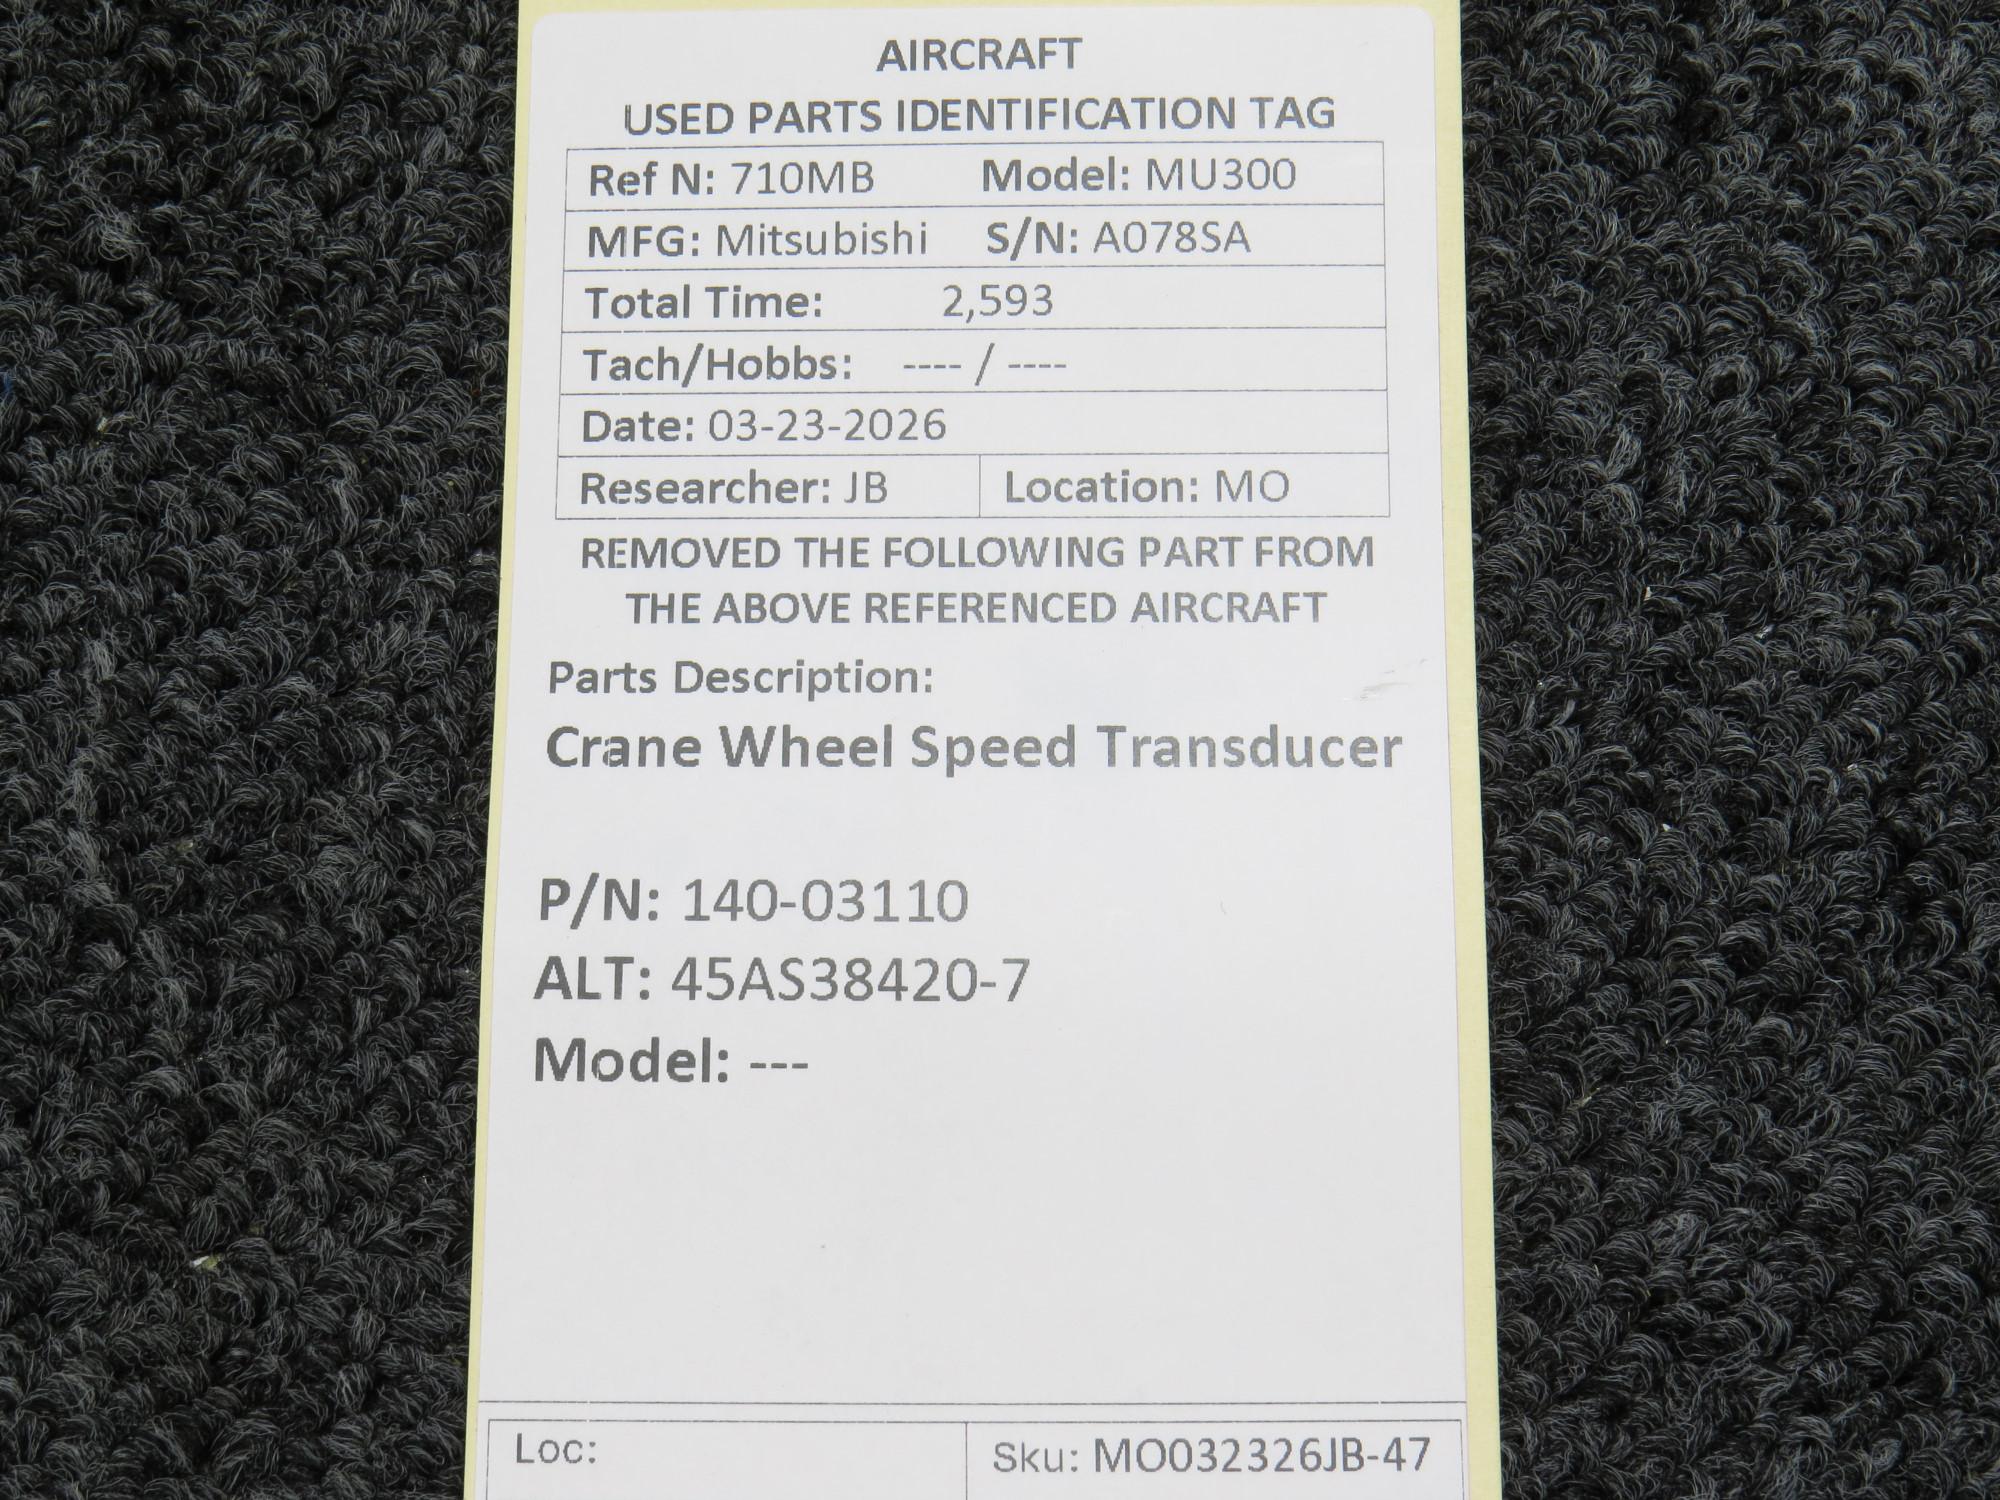 AIRCRAFT
USED PARTS IDENTIFICATION TAG
Ref N: 710MB Model: MU300
MFG: Mitsubishi S/N: A078SA
Total Time: 2,593
Tach/Hobbs: ---- / ----
Date: 03-23-2026
Researcher: JB Location: MO
REMOVED THE FOLLOWING PART FROM
THE ABOVE REFERENCED AIRCRAFT
Parts Description:
Crane Wheel Speed Transducer
P/N: 140-03110
ALT: 45AS38420-7
Model: ---
Loc: Sku: MO032326JB-47